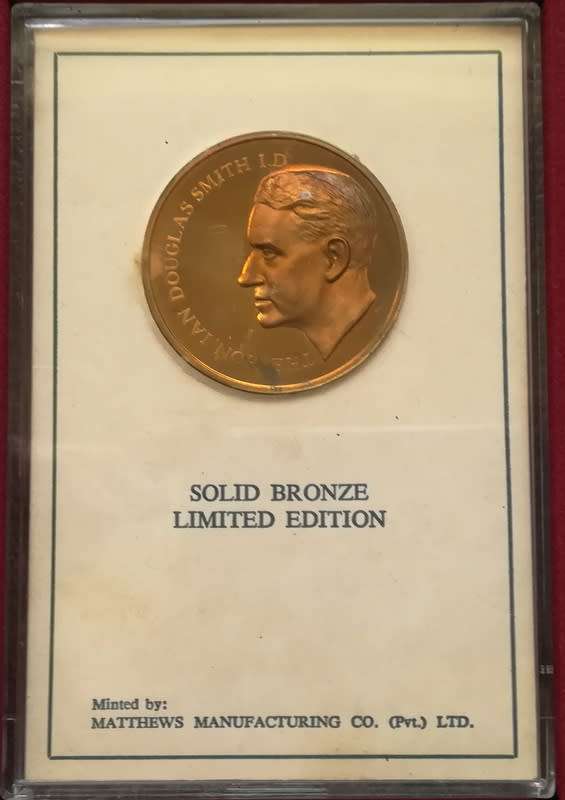 THE HON. IAN DOUGLAS SMITH I.D.
SOLID BRONZE
LIMITED EDITION
Minted by:
MATTHEWS MANUFACTURING CO. (Pvt.) LTD.